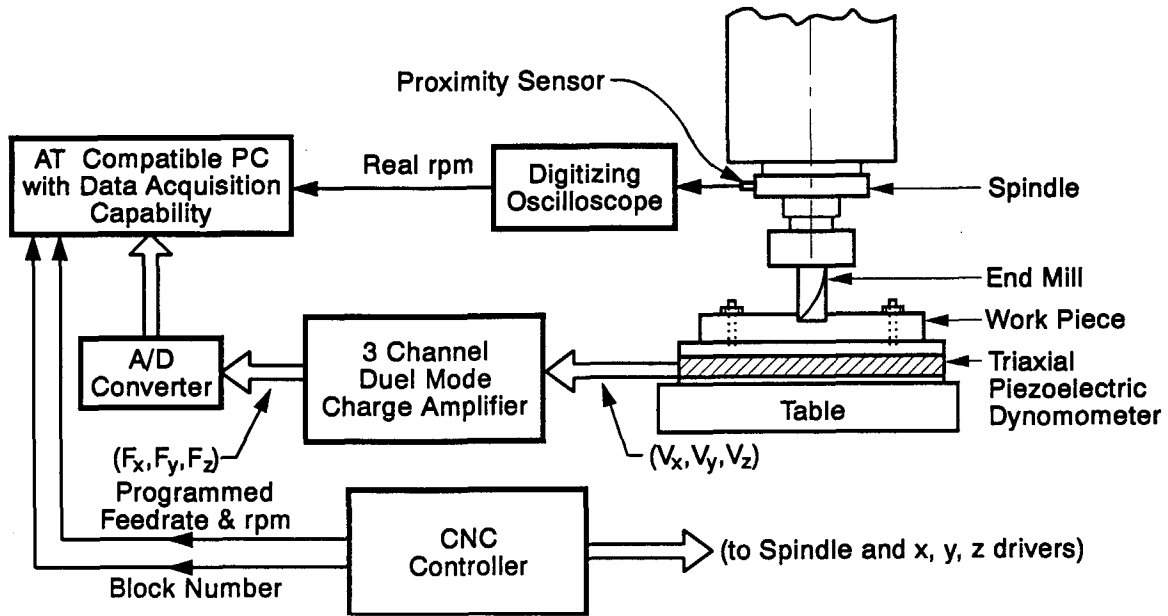 Proximity Sensor
AT Compatible PC
with Data Acquisition
Capability
Real rpm
Digitizing
Oscilloscope
Spindle
End Mill
Work Piece
Triaxial
Piezoelectric
Dynomometer
Table
A/D
Converter
3 Channel
Duel Mode
Charge Amplifier
(Fx, Fy, Fz)
(Vx, Vy, Vz)
Programmed
Feedrate & rpm
CNC
Controller
Block Number
(to Spindle and x, y, z drivers)